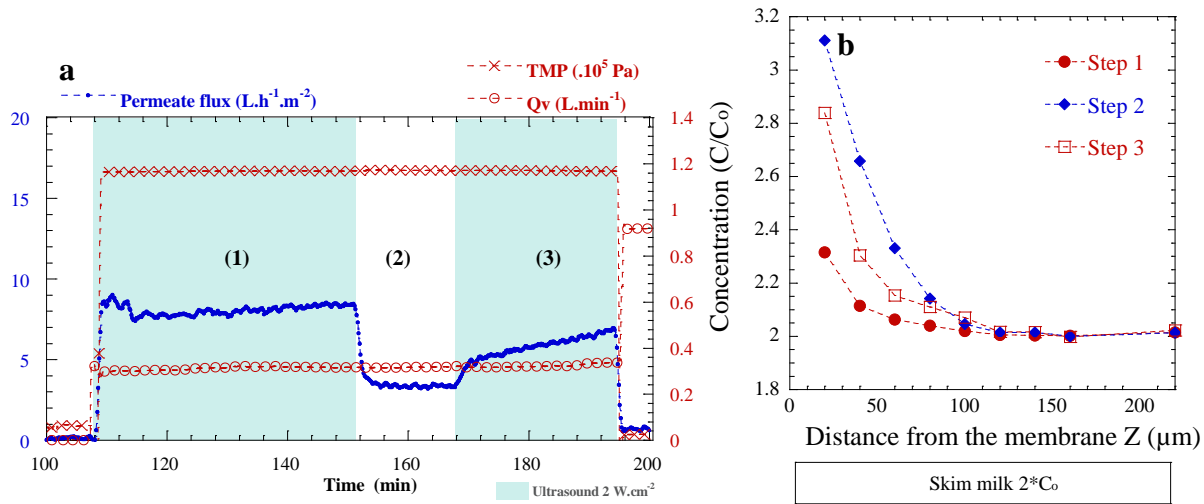 a
TMP (.10⁵ Pa)
Permeate flux (L.h⁻¹.m⁻²)
Qv (L.min⁻¹)
20
15
10
5
0
1.4
1.2
1
0.8
0.6
0.4
0.2
0
(1)
(2)
(3)
100
120
140
160
180
200
Time (min)
Ultrasound 2 W.cm⁻²
b
Step 1
Step 2
Step 3
3.2
3
2.8
2.6
2.4
2.2
2
1.8
Concentration (C/Co)
0
50
100
150
200
Distance from the membrane Z (µm)
Skim milk 2*Co